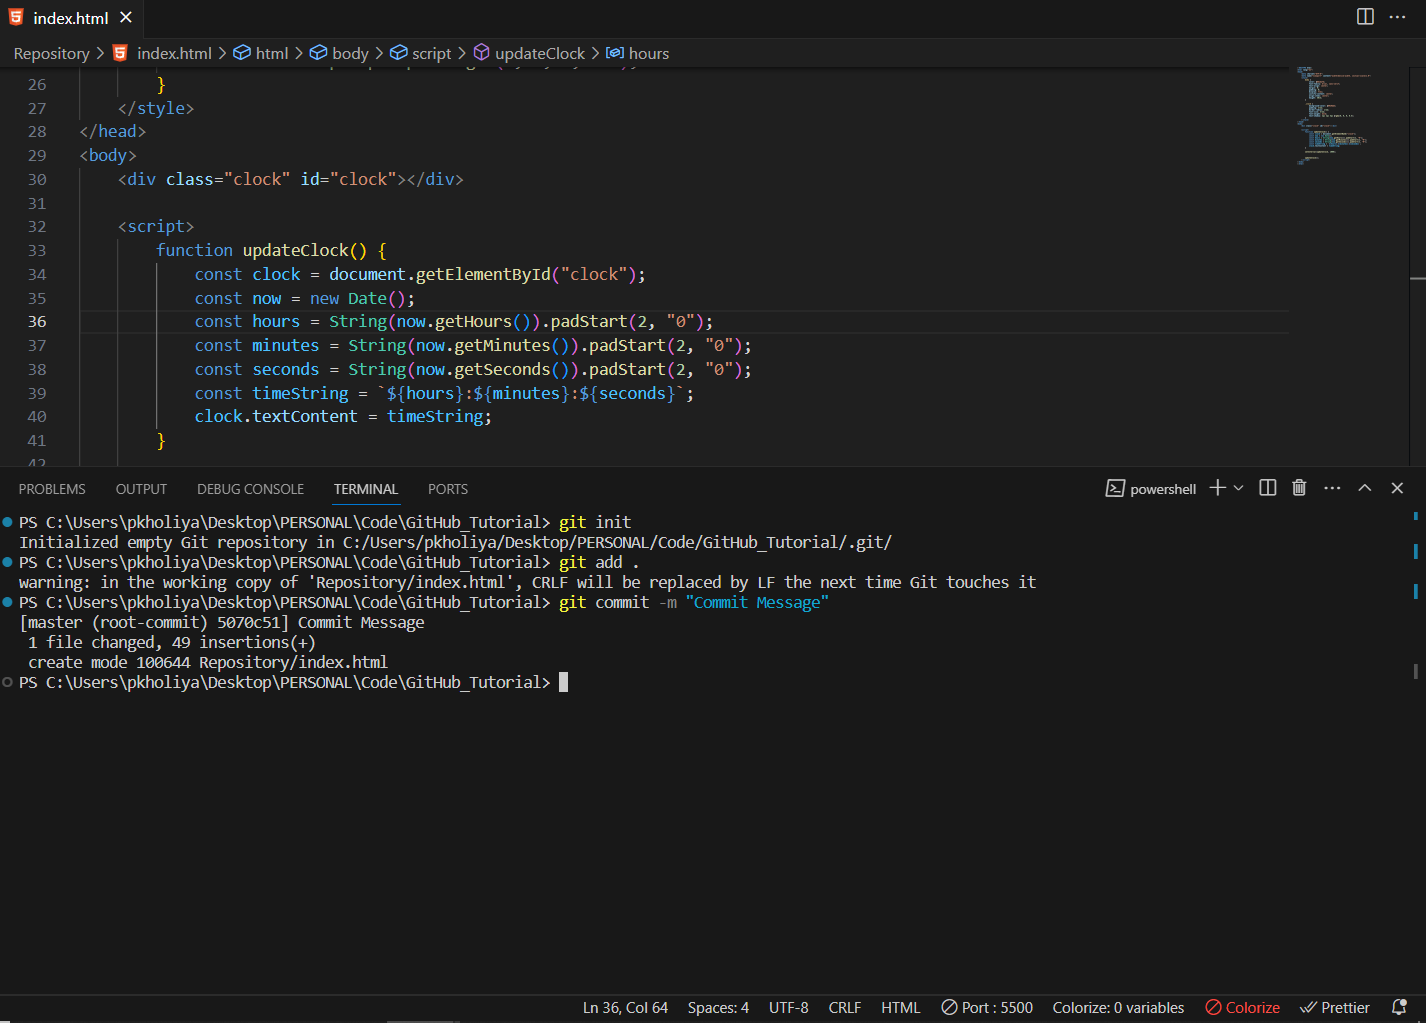 index.html
Repository > index.html > html > body > script > updateClock > hours
26 }
27 </style>
28 </head>
29 <body>
30 <div class="clock" id="clock"></div>
31
32 <script>
33 function updateClock() {
34 const clock = document.getElementById("clock");
35 const now = new Date();
36 const hours = String(now.getHours()).padStart(2, "0");
37 const minutes = String(now.getMinutes()).padStart(2, "0");
38 const seconds = String(now.getSeconds()).padStart(2, "0");
39 const timeString = `${hours}:${minutes}:${seconds}`;
40 clock.textContent = timeString;
41 }
42
PROBLEMS OUTPUT DEBUG CONSOLE TERMINAL PORTS powershell
PS C:\Users\pkholiya\Desktop\PERSONAL\Code\GitHub_Tutorial> git init
Initialized empty Git repository in C:/Users/pkholiya/Desktop/PERSONAL/Code/GitHub_Tutorial/.git/
PS C:\Users\pkholiya\Desktop\PERSONAL\Code\GitHub_Tutorial> git add .
warning: in the working copy of 'Repository/index.html', CRLF will be replaced by LF the next time Git touches it
PS C:\Users\pkholiya\Desktop\PERSONAL\Code\GitHub_Tutorial> git commit -m "Commit Message"
[master (root-commit) 5070c51] Commit Message
1 file changed, 49 insertions(+)
create mode 100644 Repository/index.html
PS C:\Users\pkholiya\Desktop\PERSONAL\Code\GitHub_Tutorial>
Ln 36, Col 64 Spaces: 4 UTF-8 CRLF HTML Port : 5500 Colorize: 0 variables Colorize Prettier